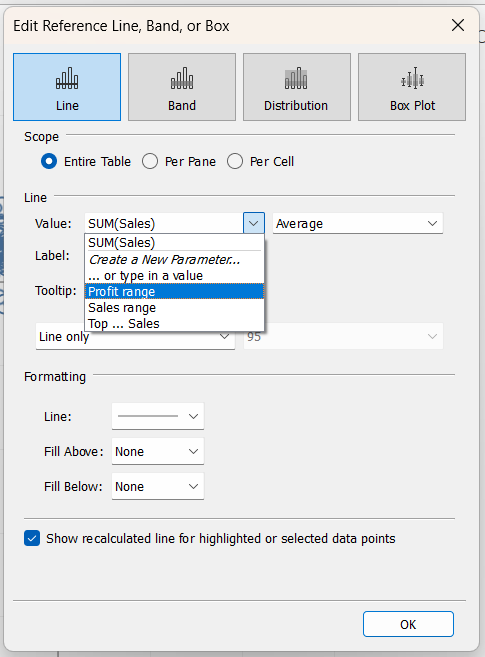 Edit Reference Line, Band, or Box
Line Band Distribution Box Plot
Scope
Entire Table Per Pane Per Cell
Line
Value: SUM(Sales) Average
SUM(Sales)
Label:
Create a New Parameter...
... or type in a value
Tooltip: Profit range
Sales range
Top ... Sales
Line only 95
Formatting
Line:
Fill Above: None
Fill Below: None
Show recalculated line for highlighted or selected data points
OK